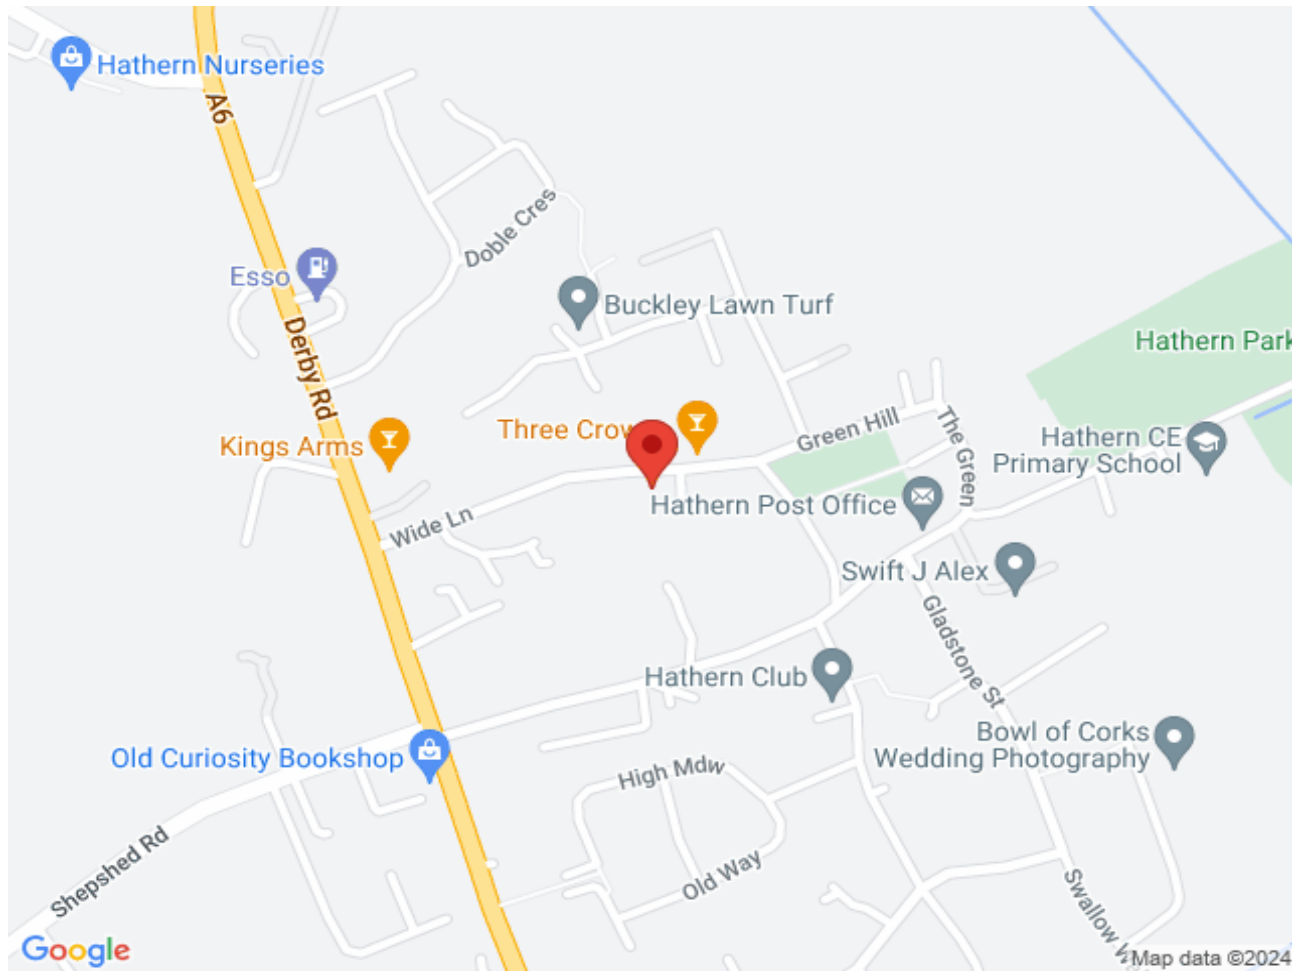 Hathern Nurseries
A6
Doble Cres
Esso
Buckley Lawn Turf
Derby Rd
Hathern Park
Three Crow
Green Hill
The Green
Kings Arms
Hathern CE
Primary School
Hathern Post Office
Wide Ln
Swift J Alex
Gladstone St
Hathern Club
Bowl of Corks
Wedding Photography
Old Curiosity Bookshop
High Mdw
Old Way
Shepshed Rd
Swallow W
Google
Map data ©2024